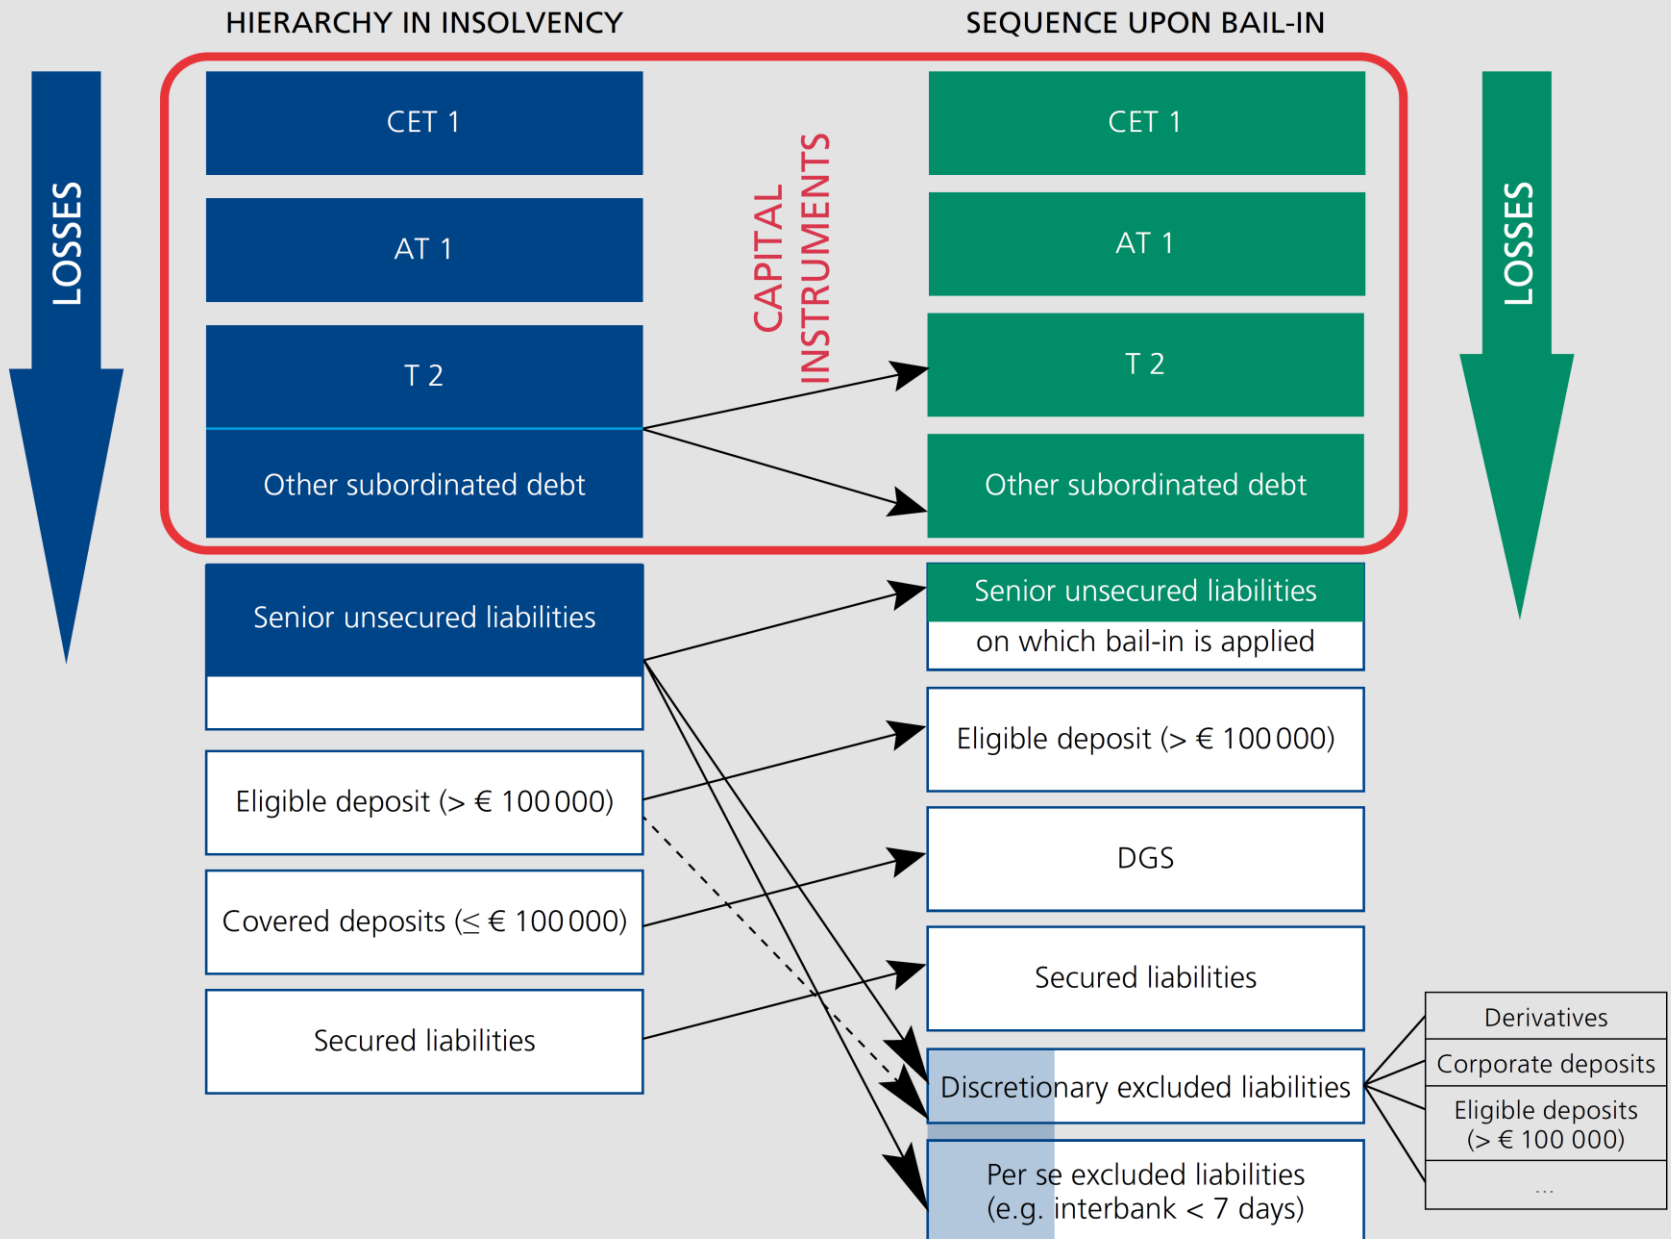 HIERARCHY IN INSOLVENCY
SEQUENCE UPON BAIL-IN
LOSSES
CET 1
AT 1
T 2
Other subordinated debt
CAPITAL
INSTRUMENTS
CET 1
AT 1
T 2
Other subordinated debt
LOSSES
Senior unsecured liabilities
Eligible deposit (> € 100 000)
Covered deposits (≤ € 100 000)
Secured liabilities
Senior unsecured liabilities
on which bail-in is applied
Eligible deposit (> € 100 000)
DGS
Secured liabilities
Discretionary excluded liabilities
Per se excluded liabilities
(e.g. interbank < 7 days)
Derivatives
Corporate deposits
Eligible deposits
(> € 100 000)
...